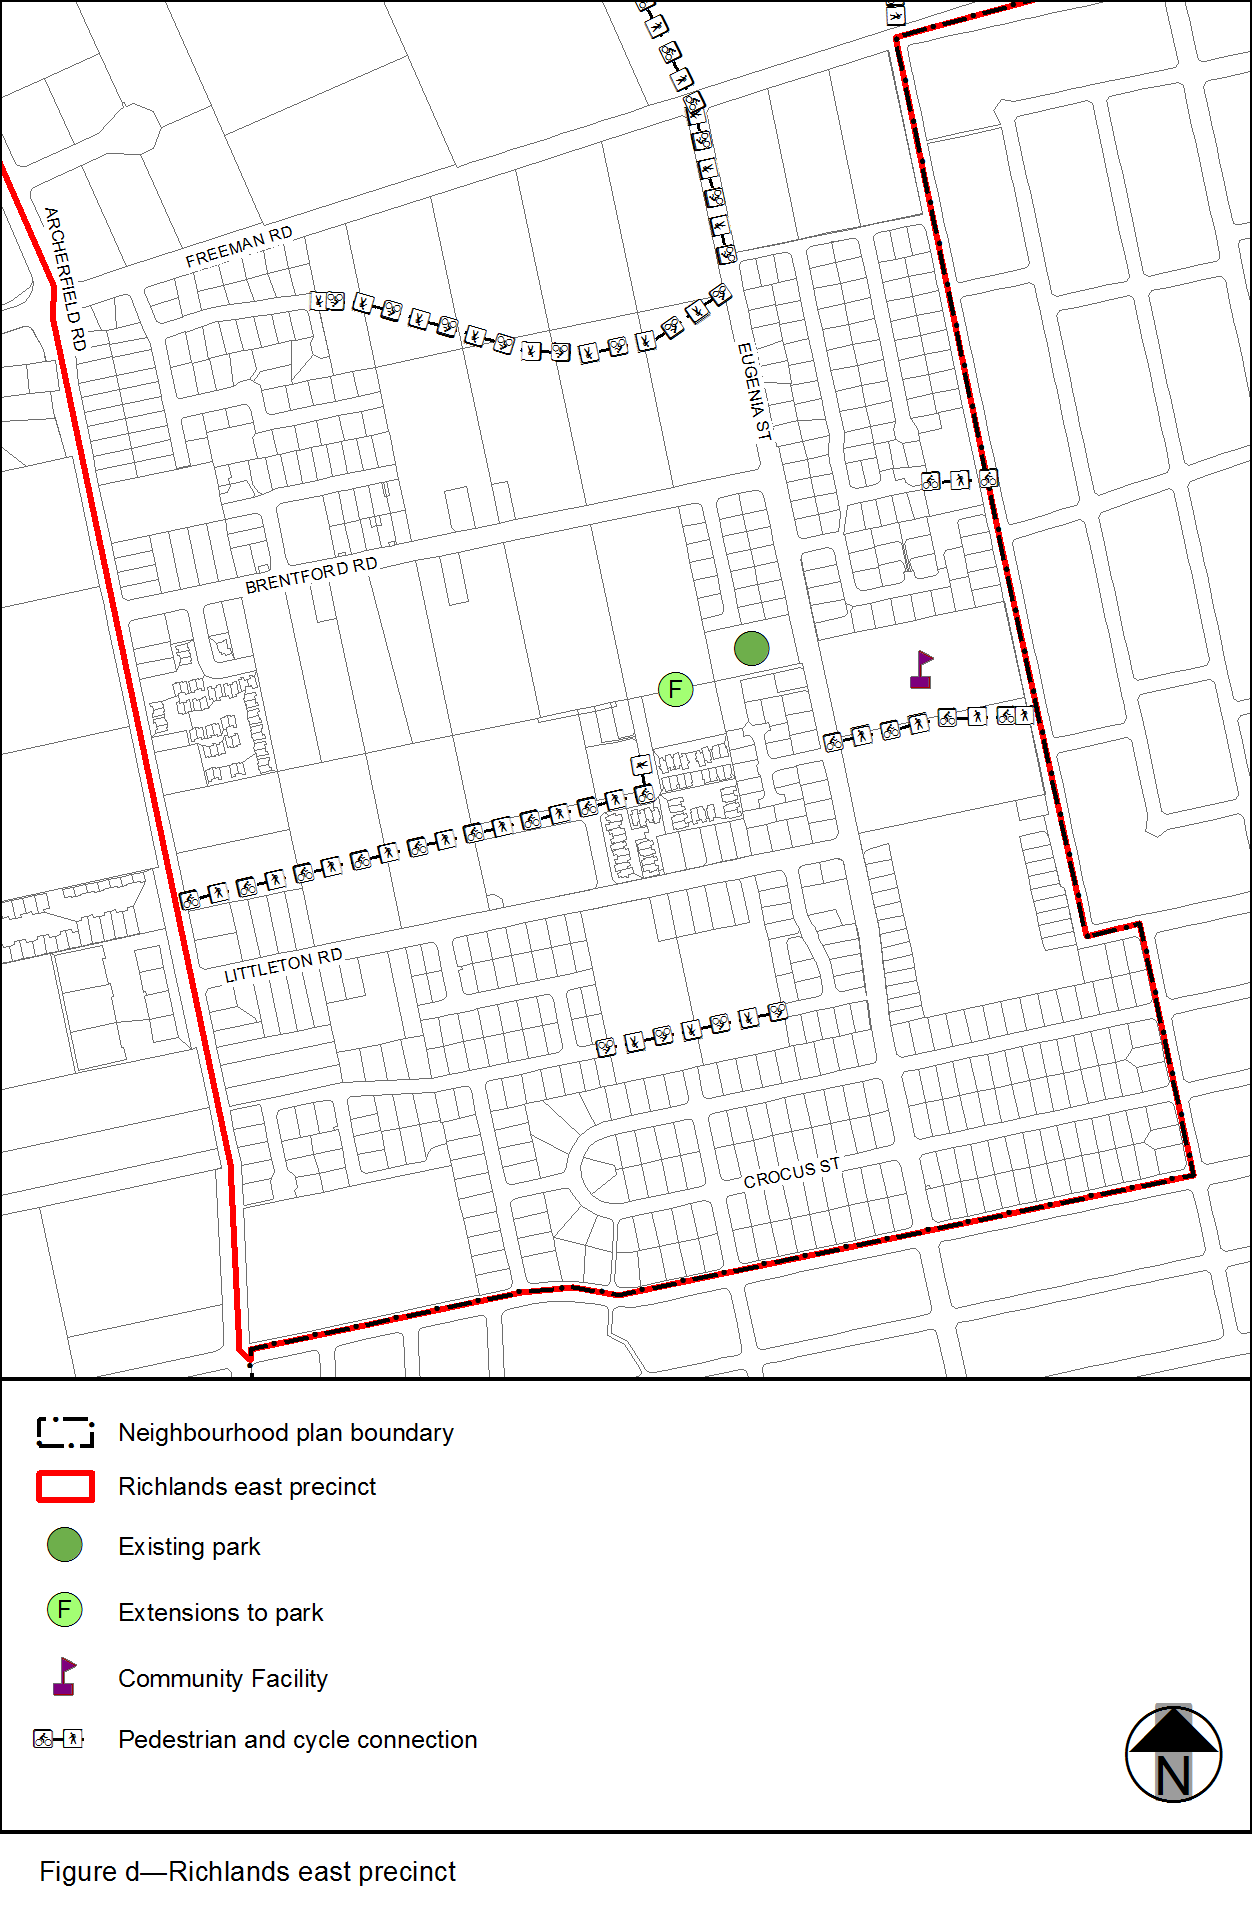 ARCHERFIELD RD
FREEMAN RD
EUGENIA ST
BRENTFORD RD
F
LITTLETON RD
CROCUS ST
Neighbourhood plan boundary
Richlands east precinct
Existing park
F
Extensions to park
Community Facility
Pedestrian and cycle connection
N
Figure d—Richlands east precinct